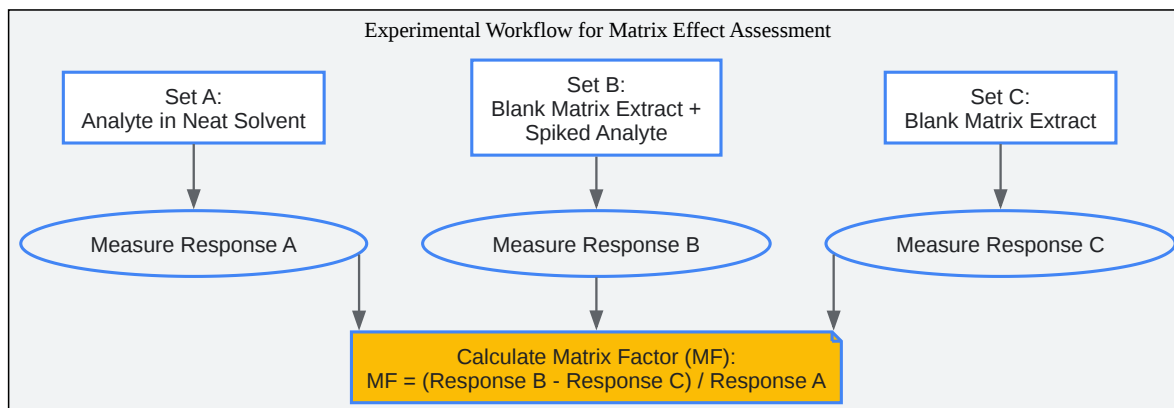 Experimental Workflow for Matrix Effect Assessment
Set A:
Analyte in Neat Solvent
Set B:
Blank Matrix Extract +
Spiked Analyte
Set C:
Blank Matrix Extract
Measure Response A
Measure Response B
Measure Response C
Calculate Matrix Factor (MF):
MF = (Response B - Response C) / Response A